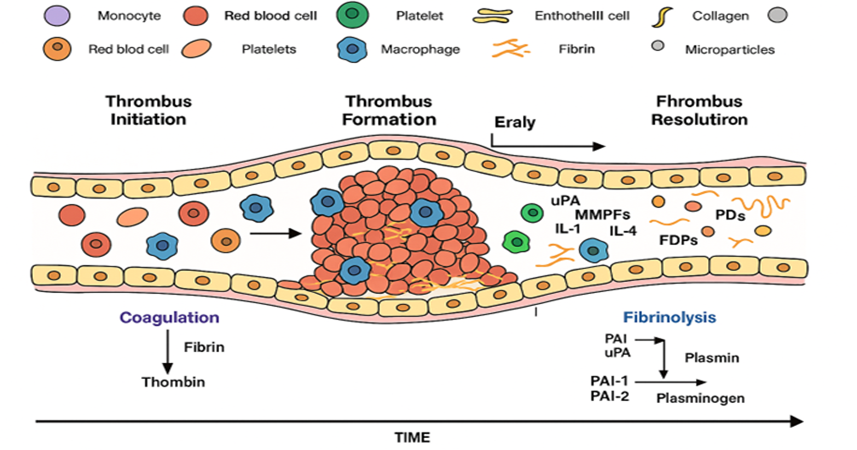 Monocyte Red blood cell Platelet Enthothelll cell Collagen
Red blod cell Platelets Macrophage Fibrin Microparticles
Thrombus
Initiation
Thrombus
Formation
Fhrombus
Resolutiron
Eraly
uPA
MMPFs
IL-1 IL-4
PDs
FDPs
Coagulation
Fibrin
Thombin
Fibrinolysis
PAI
uPA
Plasmin
PAI-1
PAI-2
Plasminogen
TIME